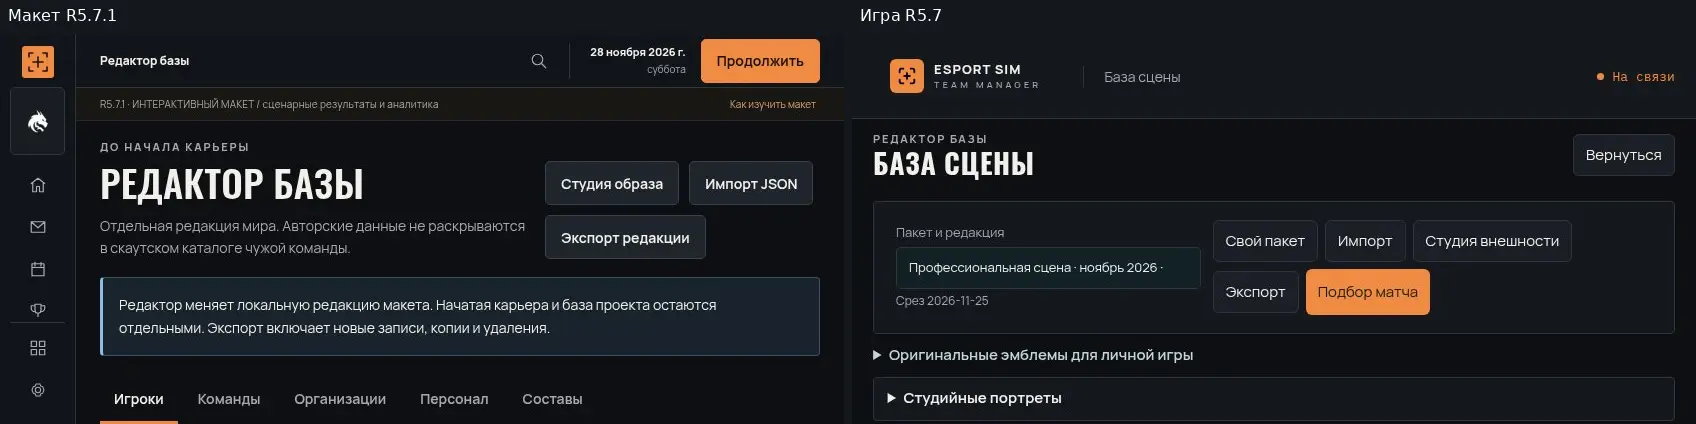 Макет R5.7.1
Редактор базы
28 ноября 2026 г.
суббота
Продолжить
R5.7.1 · ИНТЕРАКТИВНЫЙ МАКЕТ / сценарные результаты и аналитика
Как изучить макет
ДО НАЧАЛА КАРЬЕРЫ
РЕДАКТОР БАЗЫ
Отдельная редакция мира. Авторские данные не раскрываются
в скаутском каталоге чужой команды.
Студия образа
Импорт JSON
Экспорт редакции
Редактор меняет локальную редакцию макета. Начатая карьера и база проекта остаются
отдельными. Экспорт включает новые записи, копии и удаления.
Игроки
Команды
Организации
Персонал
Составы
Игра R5.7
ESPORT SIM
TEAM MANAGER
База сцены
На связи
РЕДАКТОР БАЗЫ
БАЗА СЦЕНЫ
Вернуться
Пакет и редакция
Профессиональная сцена · ноябрь 2026 ·
Срез 2026-11-25
Свой пакет
Импорт
Студия внешности
Экспорт
Подбор матча
Оригинальные эмблемы для личной игры
Студийные портреты